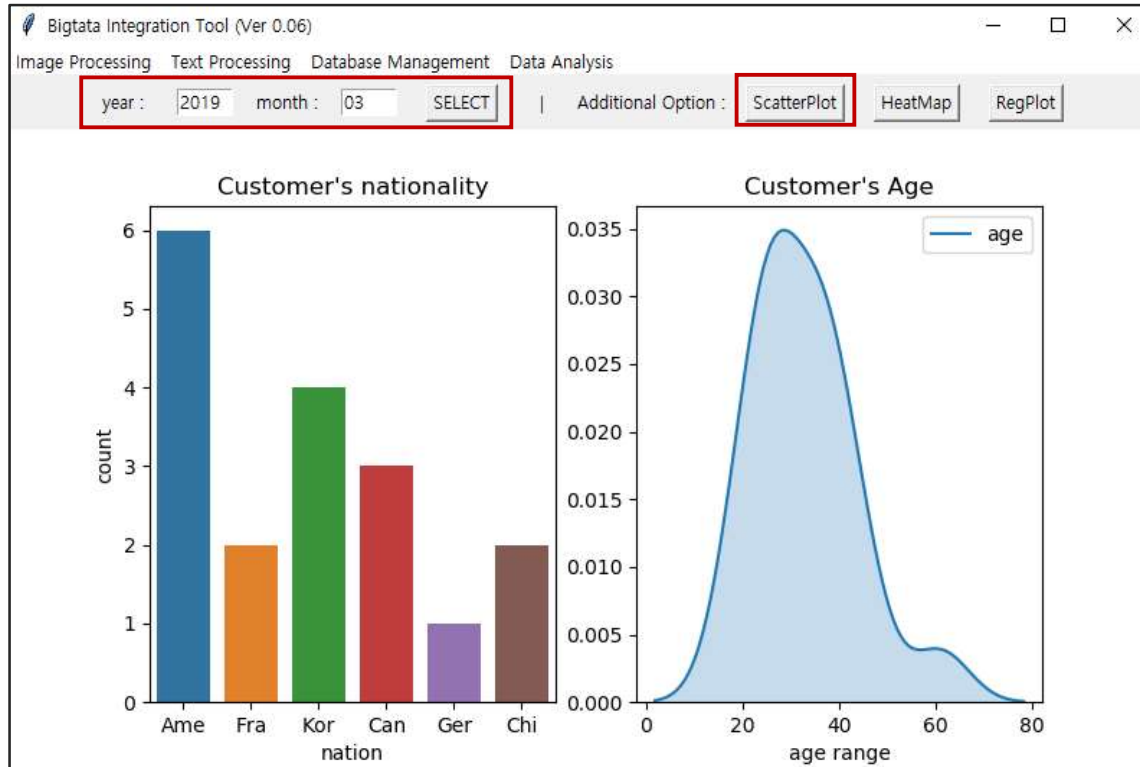 Bigtata Integration Tool (Ver 0.06)
Image Processing Text Processing Database Management Data Analysis
year : 2019 month : 03 SELECT | Additional Option : ScatterPlot HeatMap RegPlot
Customer's nationality
6
5
4
3
2
1
0
count
Ame Fra Kor Can Ger Chi
nation
Customer's Age
age
0.035
0.030
0.025
0.020
0.015
0.010
0.005
0.000
0 20 40 60 80
age range